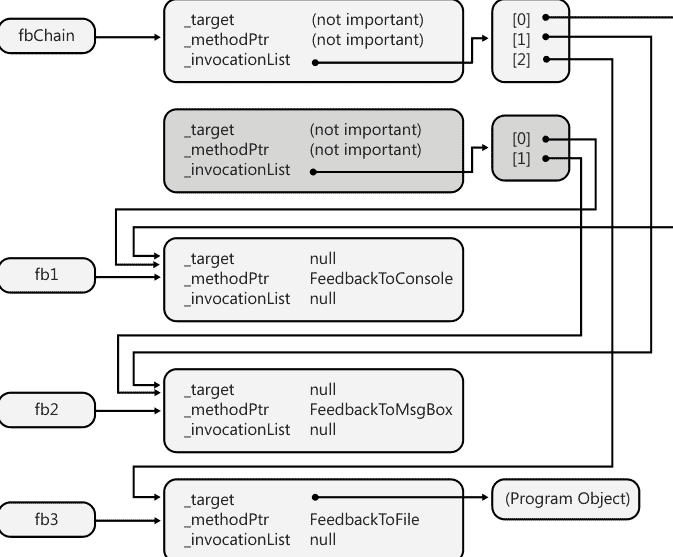 fbChain
_target (not important)
_methodPtr (not important)
_invocationList
[0]
[1]
[2]
_target (not important)
_methodPtr (not important)
_invocationList
[0]
[1]
fb1
_target null
_methodPtr FeedbackToConsole
_invocationList null
fb2
_target null
_methodPtr FeedbackToMsgBox
_invocationList null
fb3
_target
_methodPtr FeedbackToFile
_invocationList null
(Program Object)